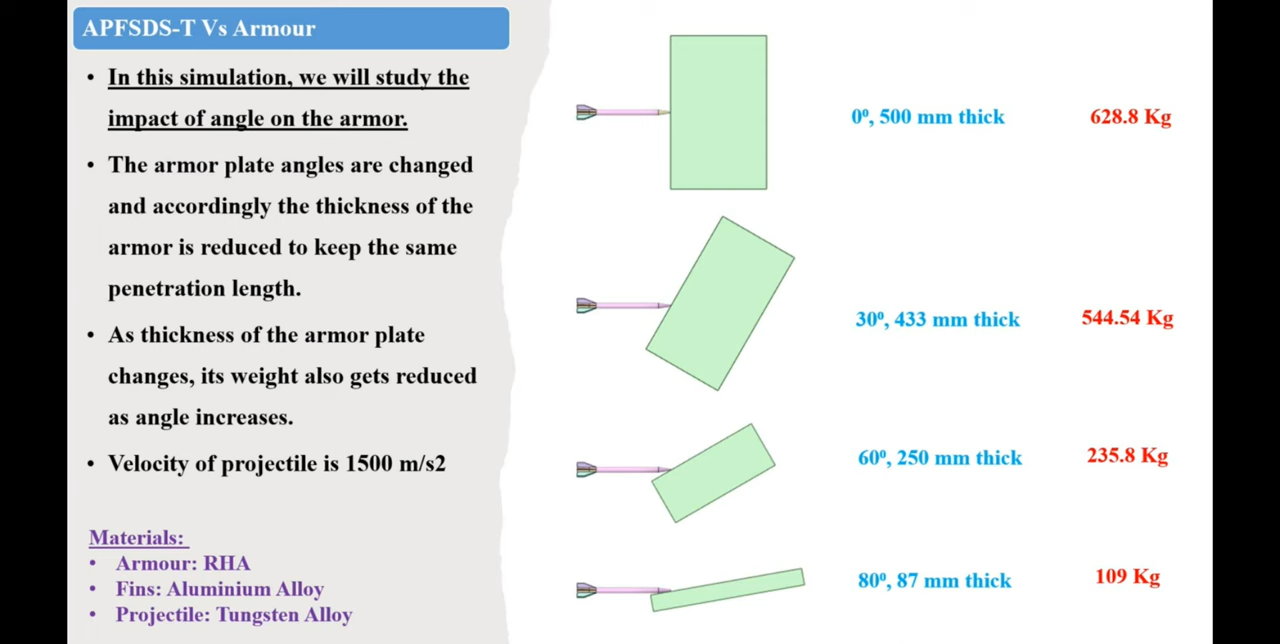 APFSDS-T Vs Armour
• In this simulation, we will study the
impact of angle on the armor.
• The armor plate angles are changed
and accordingly the thickness of the
armor is reduced to keep the same
penetration length.
• As thickness of the armor plate
changes, its weight also gets reduced
as angle increases.
• Velocity of projectile is 1500 m/s2
Materials:
• Armour: RHA
• Fins: Aluminium Alloy
• Projectile: Tungsten Alloy
0⁰, 500 mm thick 628.8 Kg
30⁰, 433 mm thick 544.54 Kg
60⁰, 250 mm thick 235.8 Kg
80⁰, 87 mm thick 109 Kg